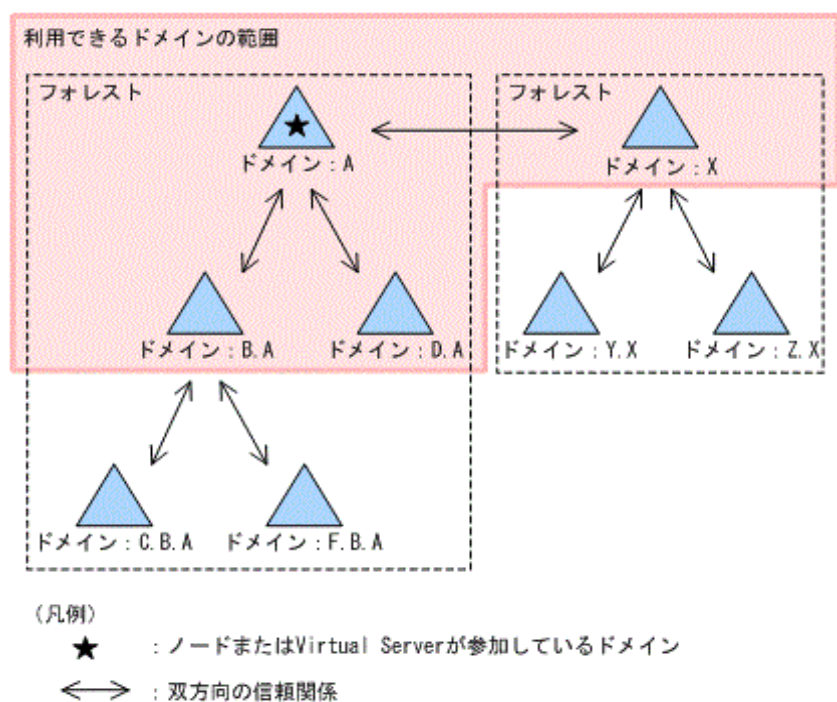 利用できるドメインの範囲
フォレスト
フォレスト
ドメイン：A
ドメイン：X
ドメイン：B.A
ドメイン：D.A
ドメイン：Y.X
ドメイン：Z.X
ドメイン：C.B.A
ドメイン：F.B.A
（凡例）
★ ：ノードまたはVirtual Serverが参加しているドメイン
：双方向の信頼関係